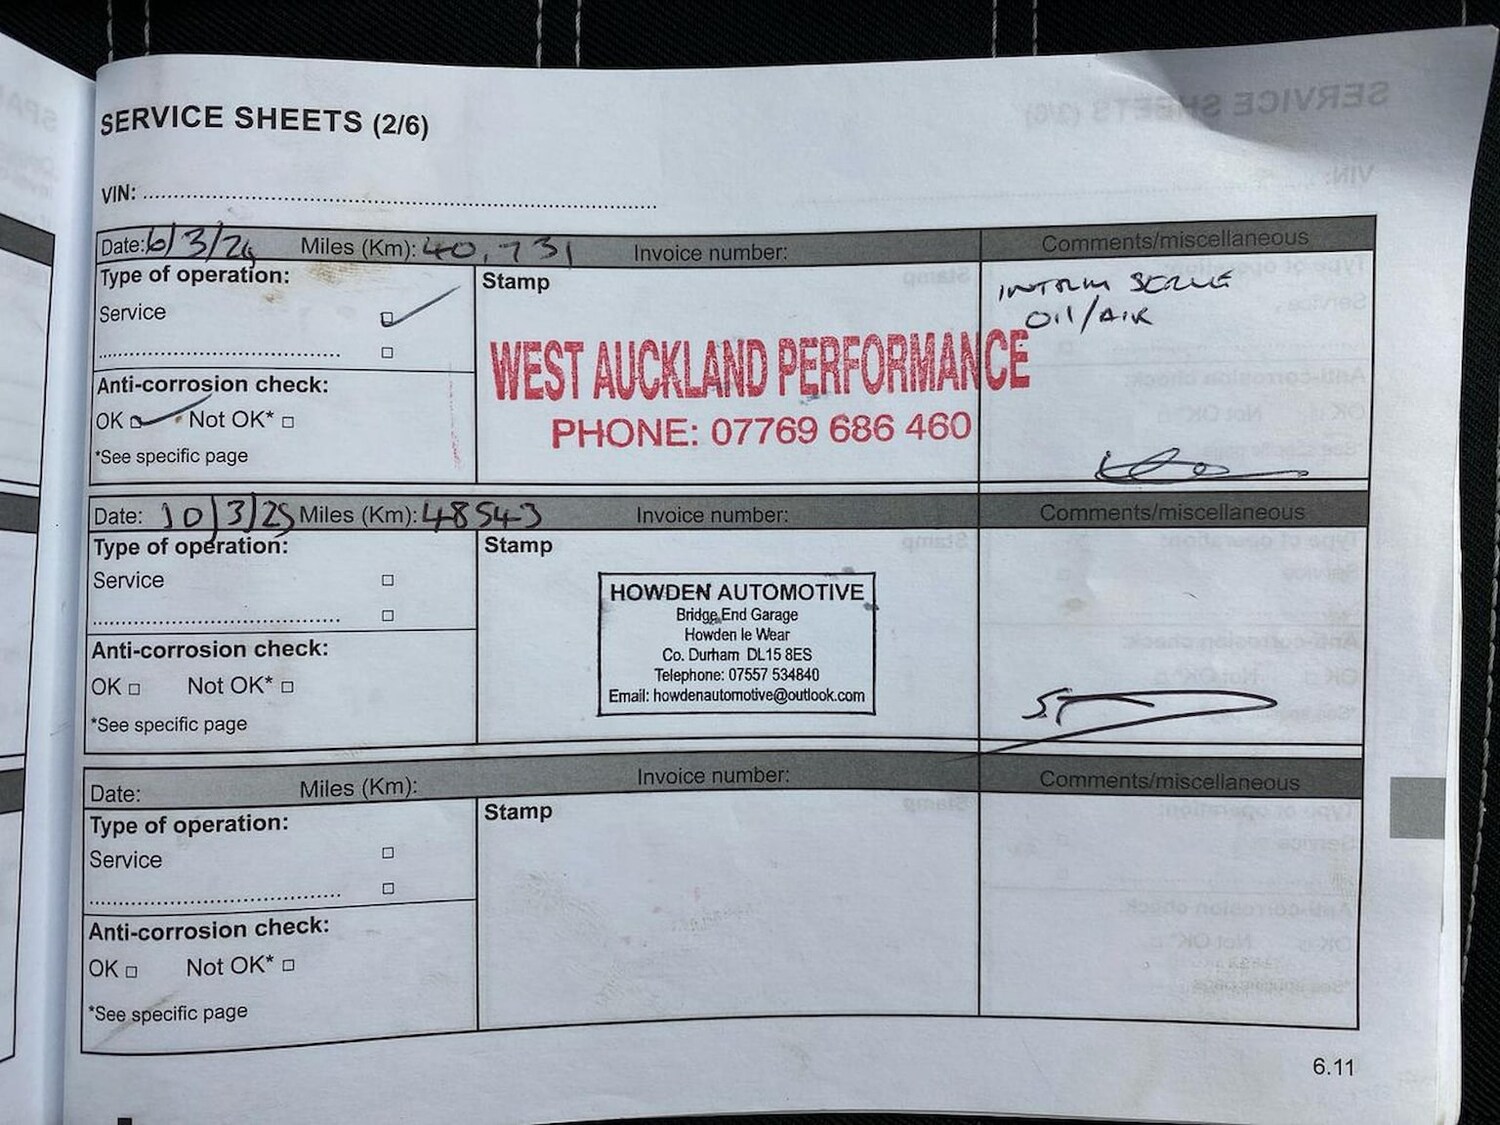 SERVICE SHEETS (2/6)
VIN:
Date: 6/3/24 Miles (Km): 40,731 Invoice number: Comments/miscellaneous
Type of operation:
Service
Stamp
OIL/AIR
WEST AUCKLAND PERFORMANCE
PHONE: 07769 686 460
Anti-corrosion check:
OK Not OK*
*See specific page
Date: 10/3/25 Miles (Km): 48543 Invoice number: Comments/miscellaneous
Type of operation:
Service
Stamp
HOWDEN AUTOMOTIVE
Bridge End Garage
Howden le Wear
Co. Durham DL15 8ES
Telephone: 07557 534840
Email: howdenautomotive@outlook.com
Anti-corrosion check:
OK Not OK*
*See specific page
Date: Miles (Km): Invoice number: Comments/miscellaneous
Type of operation:
Service
Stamp
Anti-corrosion check:
OK Not OK*
*See specific page
6.11